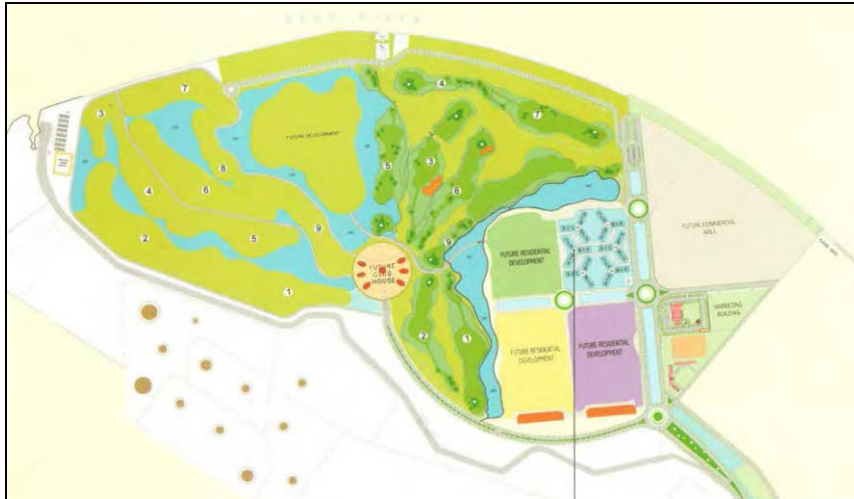 4
7
7
3
FUTURE DEVELOPMENT
3
5
8
4
6
6
FUTURE COMMERCIAL
AREA
9
2
5
9
FUTURE RESIDENTIAL
DEVELOPMENT
FUTURE
CLUB
HOUSE
1
MARKETING
BUILDING
2
1
FUTURE RESIDENTIAL
DEVELOPMENT
FUTURE RESIDENTIAL
DEVELOPMENT